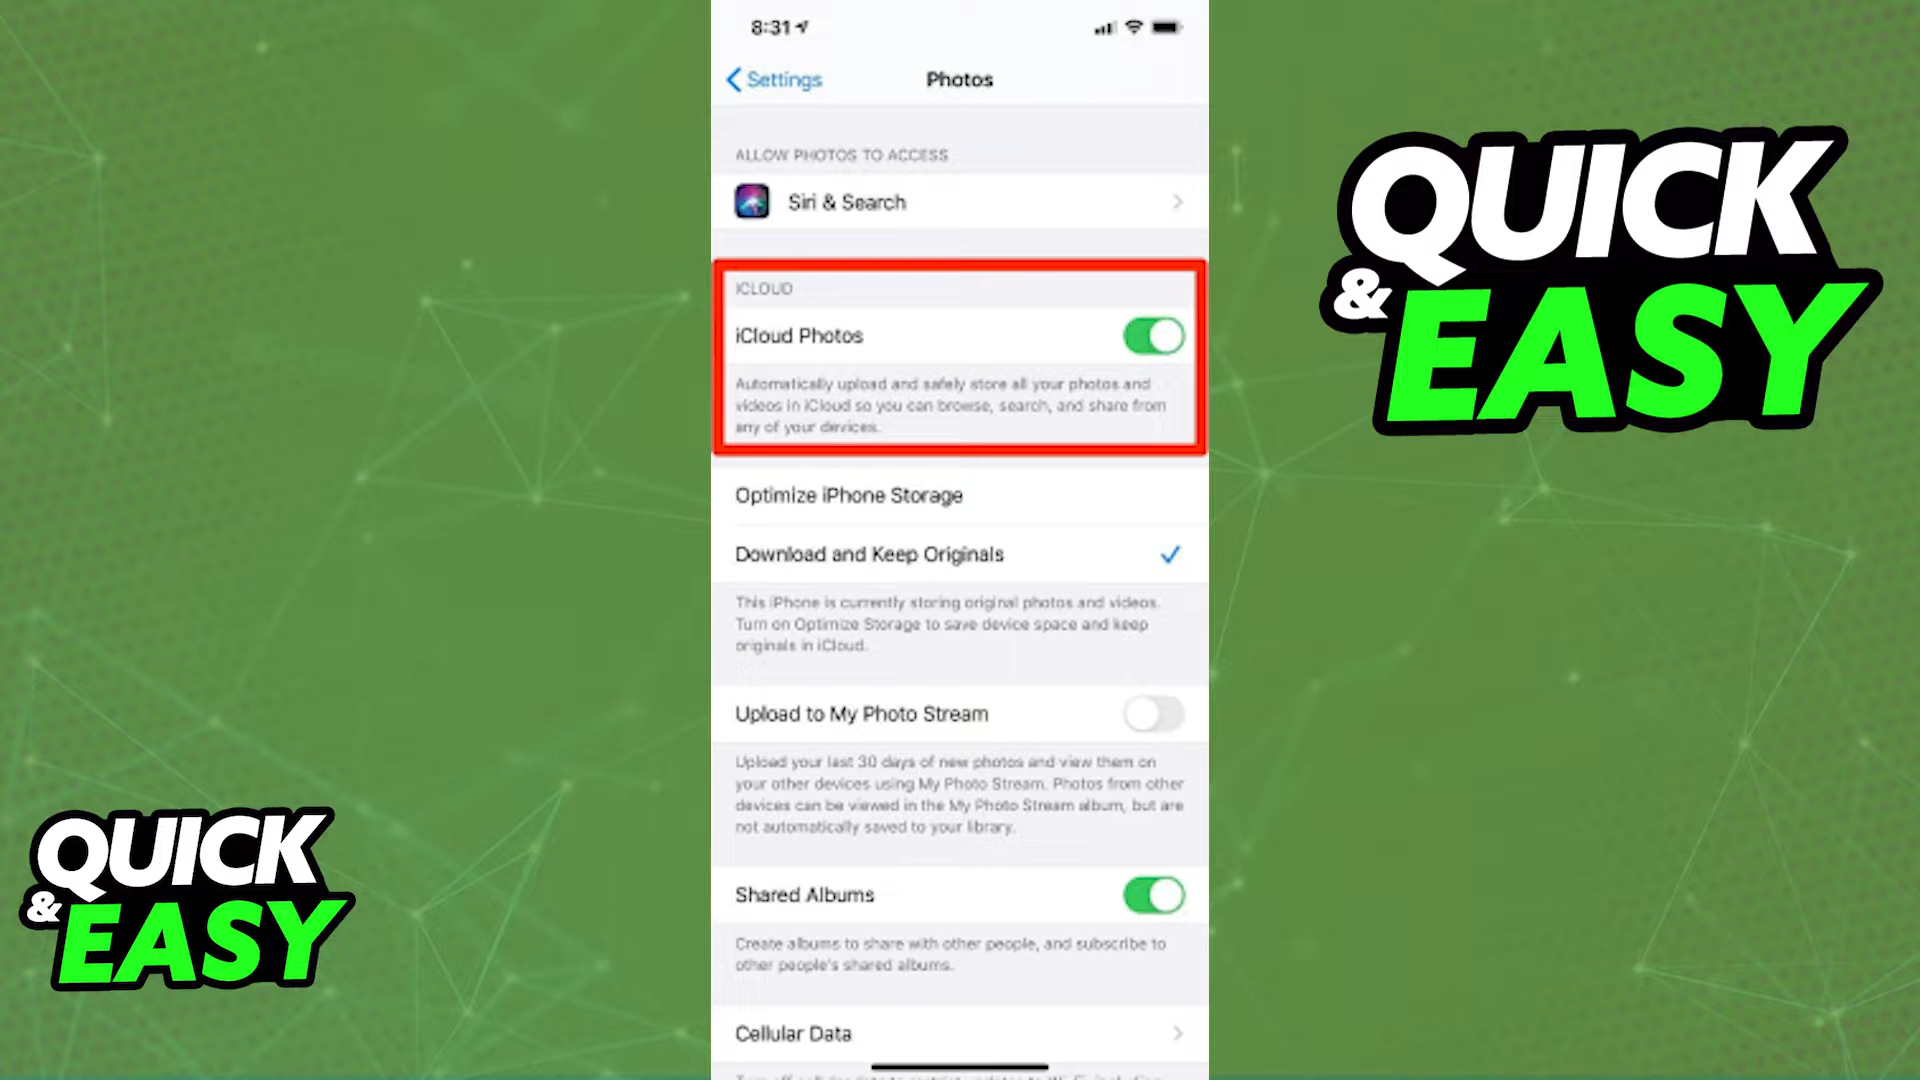 8:31
Settings
Photos
ALLOW PHOTOS TO ACCESS
Siri & Search
ICLOUD
iCloud Photos
Automatically upload and safely store all your photos and
videos in iCloud so you can browse, search, and share from
any of your devices.
Optimize iPhone Storage
Download and Keep Originals
This iPhone is currently storing original photos and videos.
Turn on Optimize Storage to save device space and keep
originals in iCloud.
Upload to My Photo Stream
Upload your last 30 days of new photos and view them on
your other devices using My Photo Stream. Photos from other
devices can be viewed in the My Photo Stream album, but are
not automatically saved to your library.
Shared Albums
Create albums to share with other people, and subscribe to
other people's shared albums.
Cellular Data
QUICK
& EASY
QUICK
& EASY